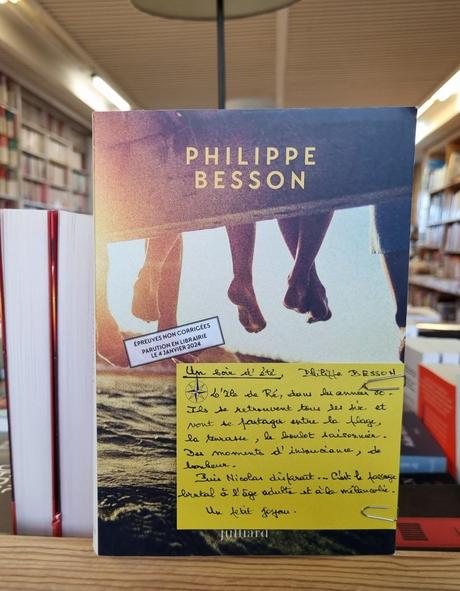 PHILIPPE
BESSON
ÉPREUVES NON CORRIGÉES
PARUTION EN LIBRAIRIE
LE 4 JANVIER 2024
Un soir d'été. Philippe BESSON
L'île de Ré, dans les années 80.
Ils se retrouvent tous les six et
vont se partager entre la plage,
la terrasse, le boulot saisonnier.
Des moments d'insouciance, de
bonheur.
Puis Nicolas disparait... C'est le passage
brutal à l'âge adulte et à la mélancolie.
Un petit joyau.
julliard